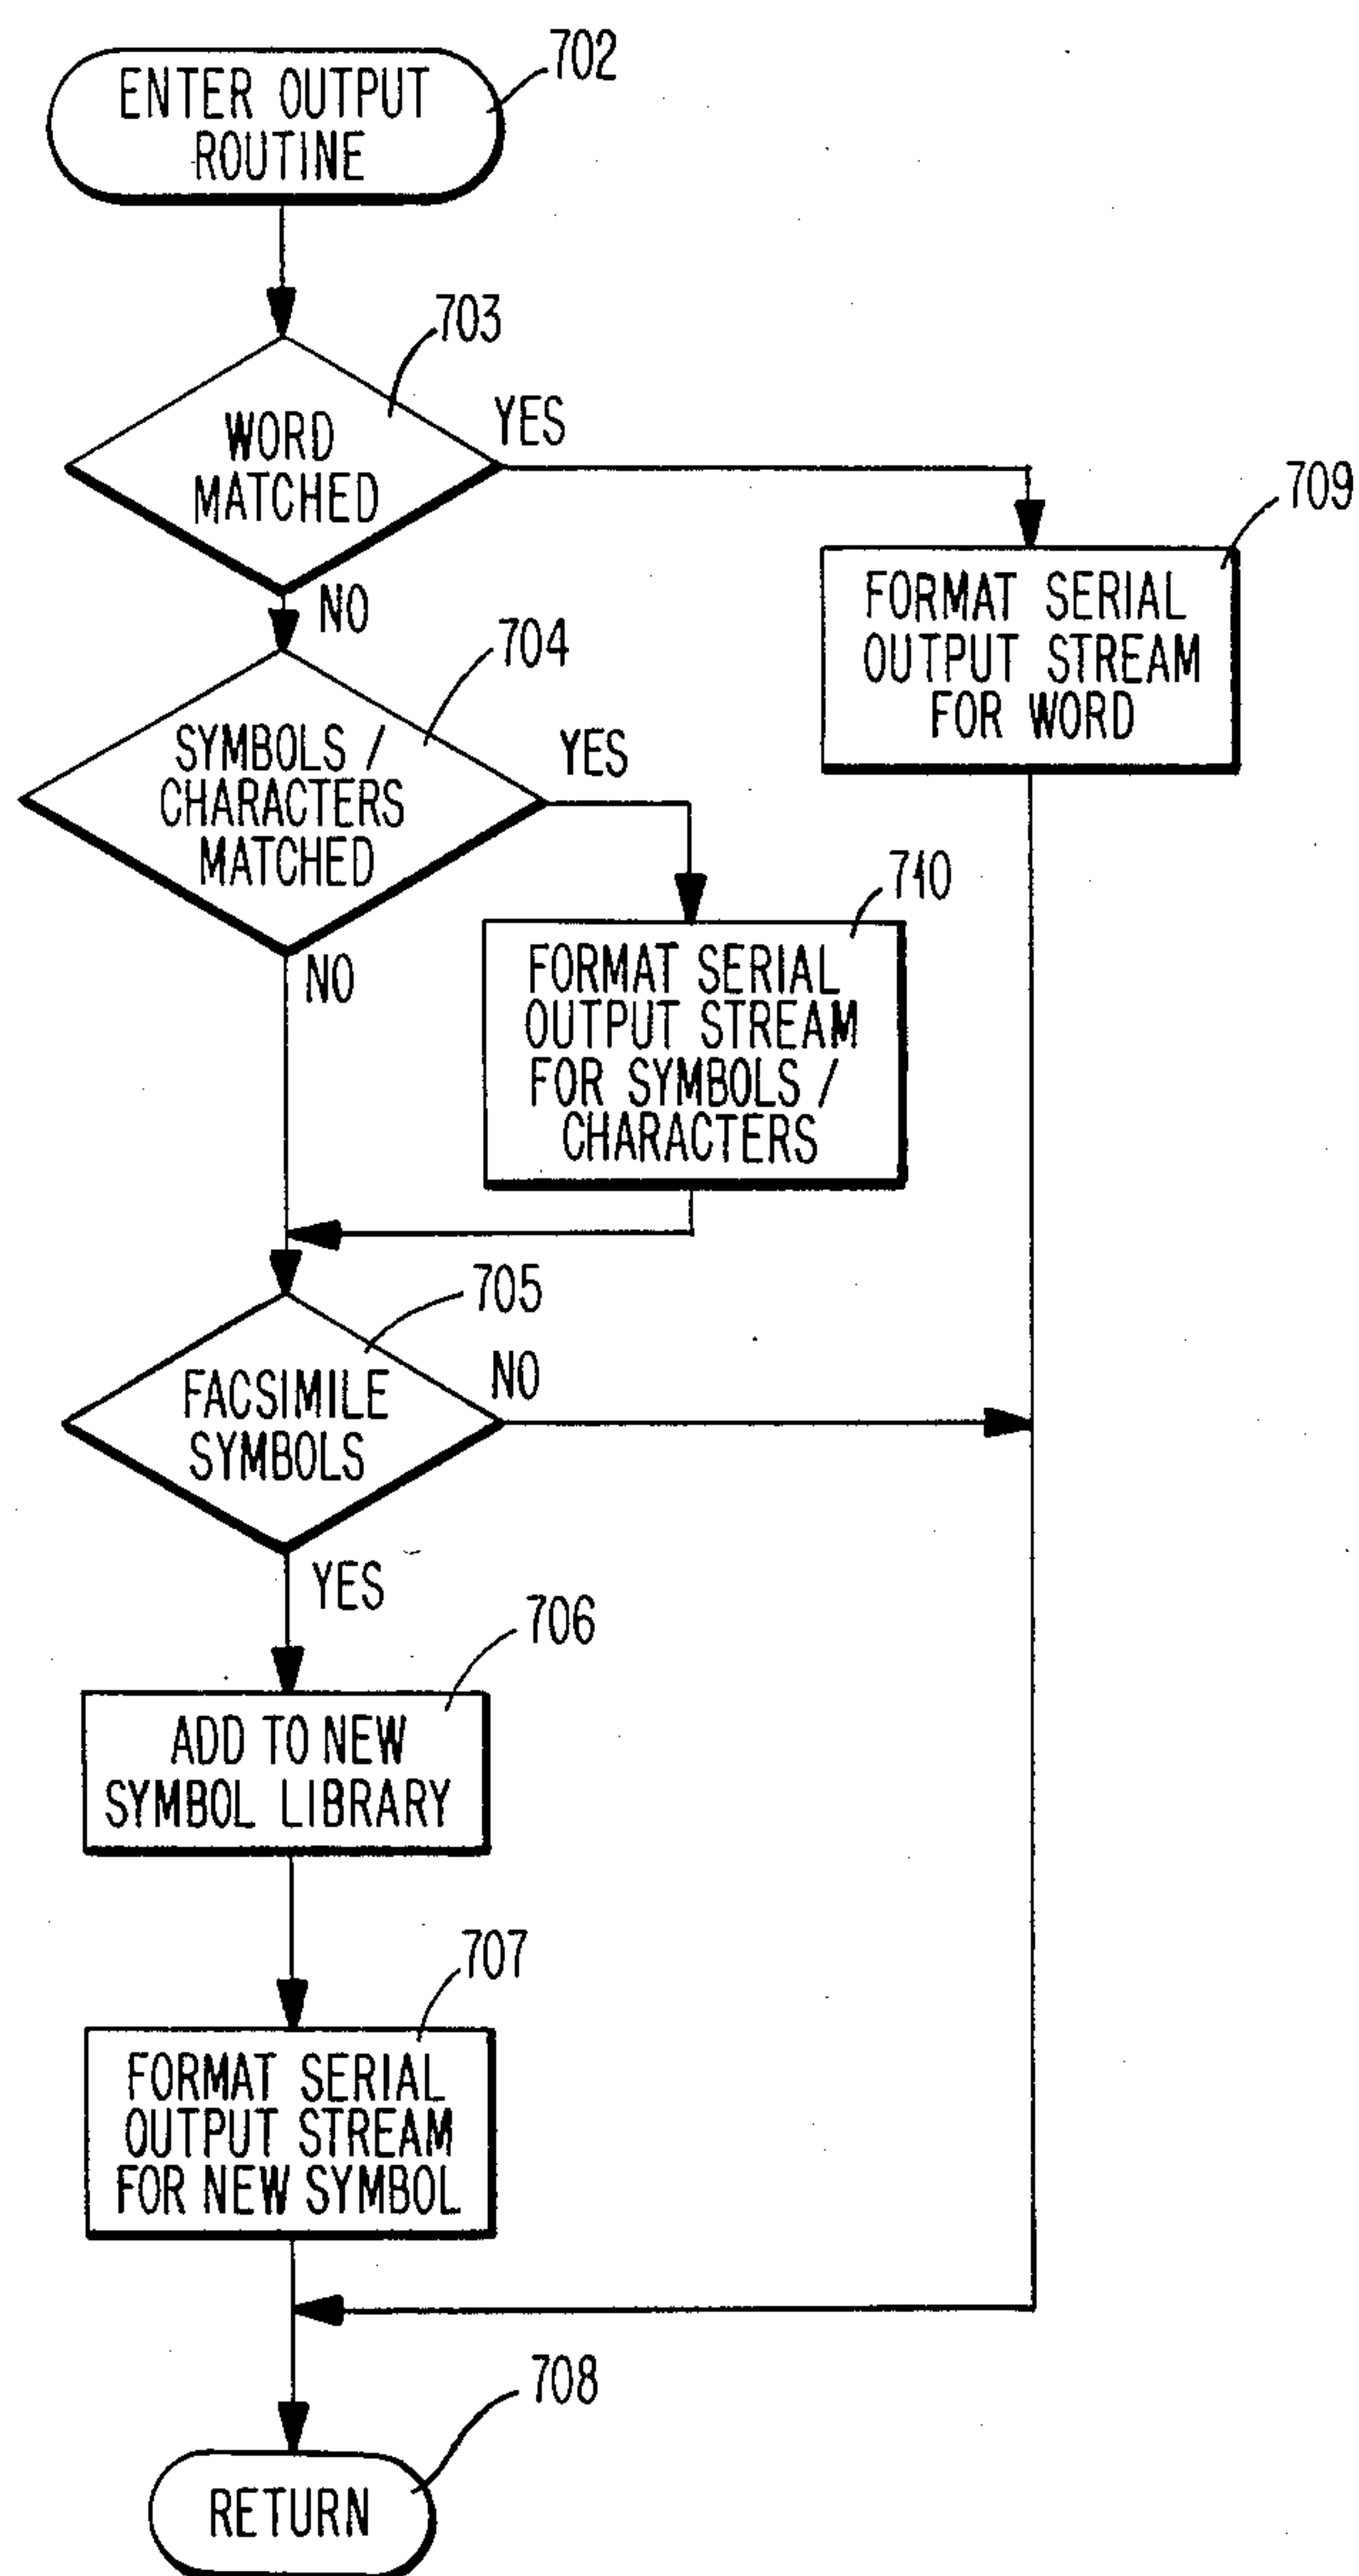 702
ENTER OUTPUT
ROUTINE
703
WORD
MATCHED
YES
NO
709
FORMAT SERIAL
OUTPUT STREAM
FOR WORD
704
SYMBOLS /
CHARACTERS
MATCHED
YES
NO
710
FORMAT SERIAL
OUTPUT STREAM
FOR SYMBOLS /
CHARACTERS
705
FACSIMILE
SYMBOLS
NO
YES
706
ADD TO NEW
SYMBOL LIBRARY
707
FORMAT SERIAL
OUTPUT STREAM
FOR NEW SYMBOL
708
RETURN